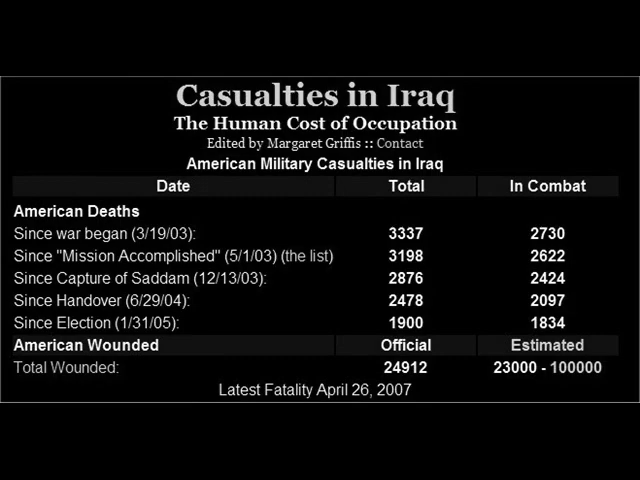 Casualties in Iraq
The Human Cost of Occupation
Edited by Margaret Griffis :: Contact
American Military Casualties in Iraq
Date Total In Combat
American Deaths
Since war began (3/19/03): 3337 2730
Since "Mission Accomplished" (5/1/03) (the list) 3198 2622
Since Capture of Saddam (12/13/03): 2876 2424
Since Handover (6/29/04): 2478 2097
Since Election (1/31/05): 1900 1834
American Wounded Official Estimated
Total Wounded: 24912 23000 - 100000
Latest Fatality April 26, 2007